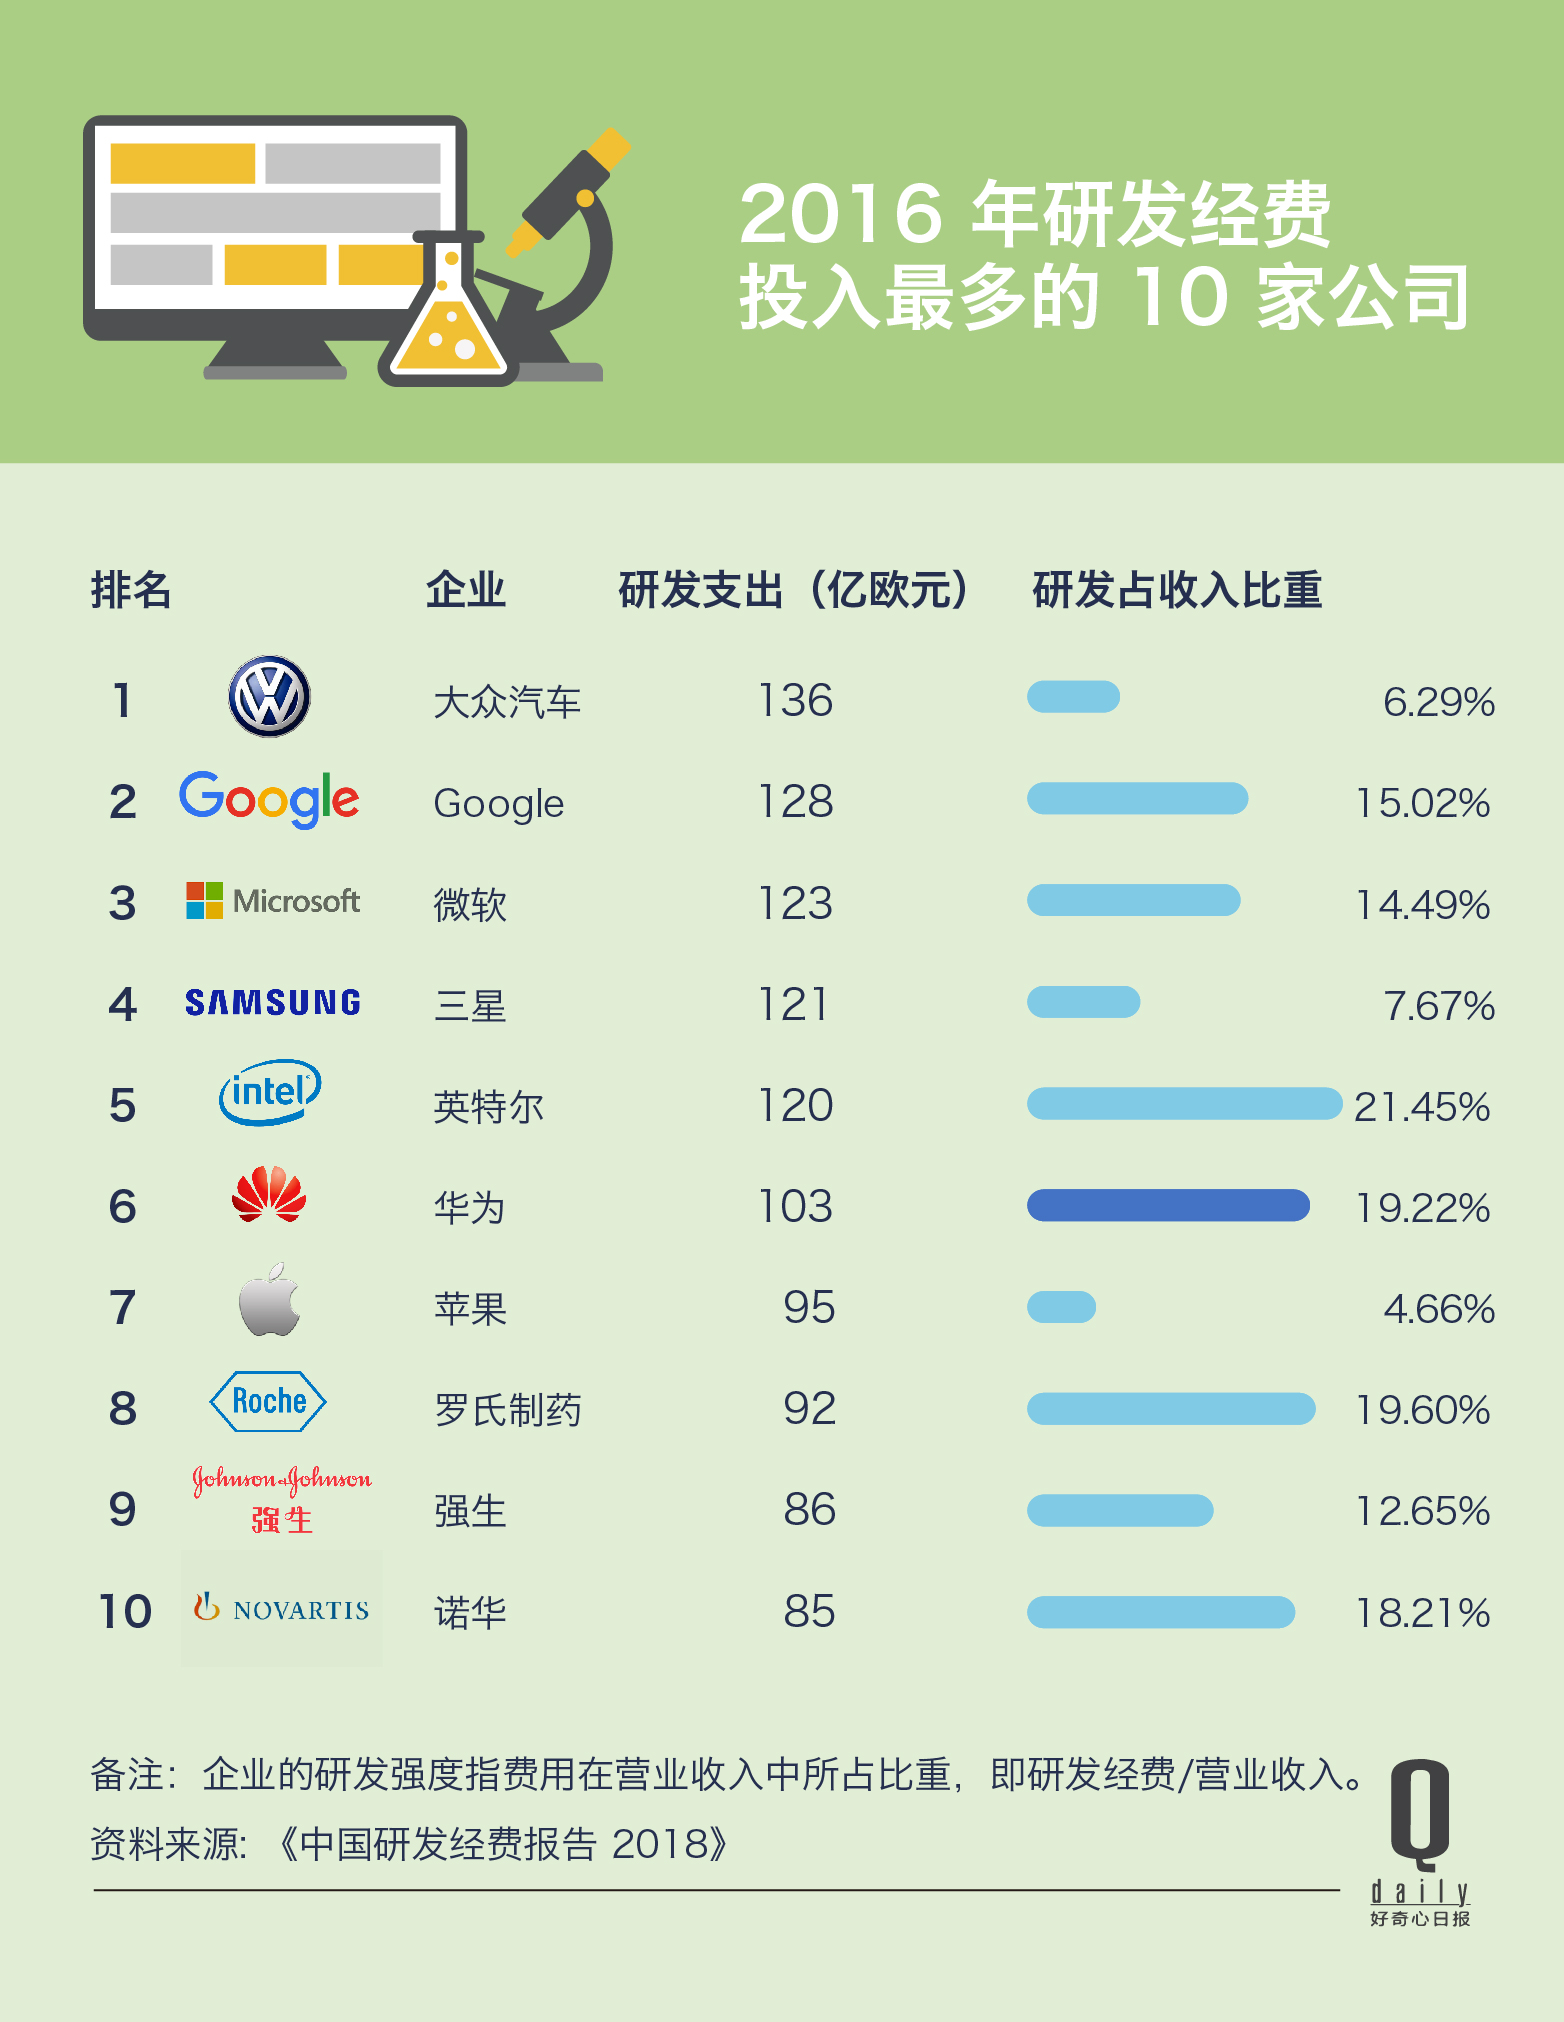 2016 年研发经费
投入最多的 10 家公司
排名 企业 研发支出（亿欧元） 研发占收入比重
1 大众汽车 136 6.29%
2 Google Google 128 15.02%
3 Microsoft 微软 123 14.49%
4 SAMSUNG 三星 121 7.67%
5 intel 英特尔 120 21.45%
6 华为 103 19.22%
7 苹果 95 4.66%
8 Roche 罗氏制药 92 19.60%
Johnson & Johnson
9 强生 强生 86 12.65%
10 NOVARTIS 诺华 85 18.21%
备注：企业的研发强度指费用在营业收入中所占比重，即研发经费/营业收入。
资料来源：《中国研发经费报告 2018》
Q
daily
好奇心日报